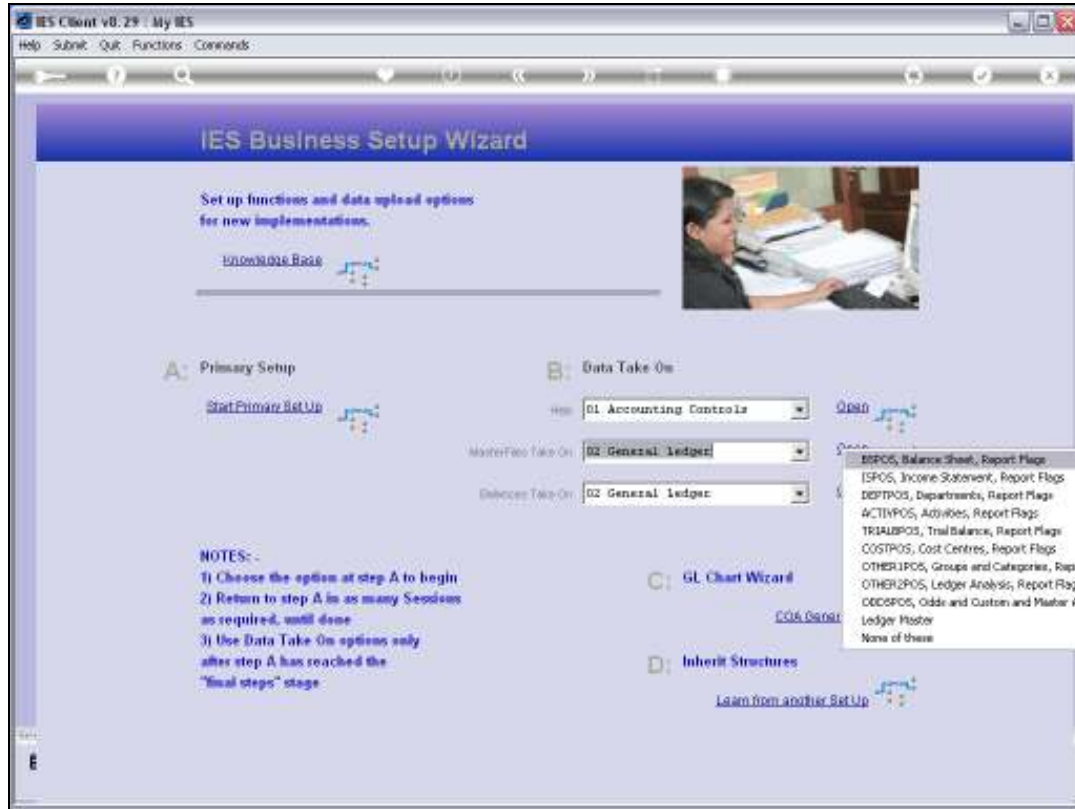 IES Client v8.29 : My IES
Help Submit Quit Functions Commands
IES Business Setup Wizard
Set up functions and data upload options
for new implementations.
Knowledge Base
A: Primary Setup
B: Data Take On
Start Primary Set Up
Help 01 Accounting Controls Open
MasterFiles Take On 02 General ledger
Balances Take On 02 General ledger
BSPOS, Balance Sheet, Report Flags
ISPOS, Income Statement, Report Flags
DEPTPOS, Departments, Report Flags
ACTIVPOS, Activities, Report Flags
TRIALBPOS, Trial Balance, Report Flags
COSTPOS, Cost Centres, Report Flags
OTHER1POS, Groups and Categories, Rep
OTHER2POS, Ledger Analysis, Report Flag
ODDSPOS, Odds and Custom and Master A
Ledger Master
None of these
NOTES: -
1) Choose the option at step A to begin
2) Return to step A in as many Sessions
as required, until done
3) Use Data Take On options only
after step A has reached the
"final steps" stage
C: GL Chart Wizard
COA Gener
D: Inherit Structures
Learn from another Set Up